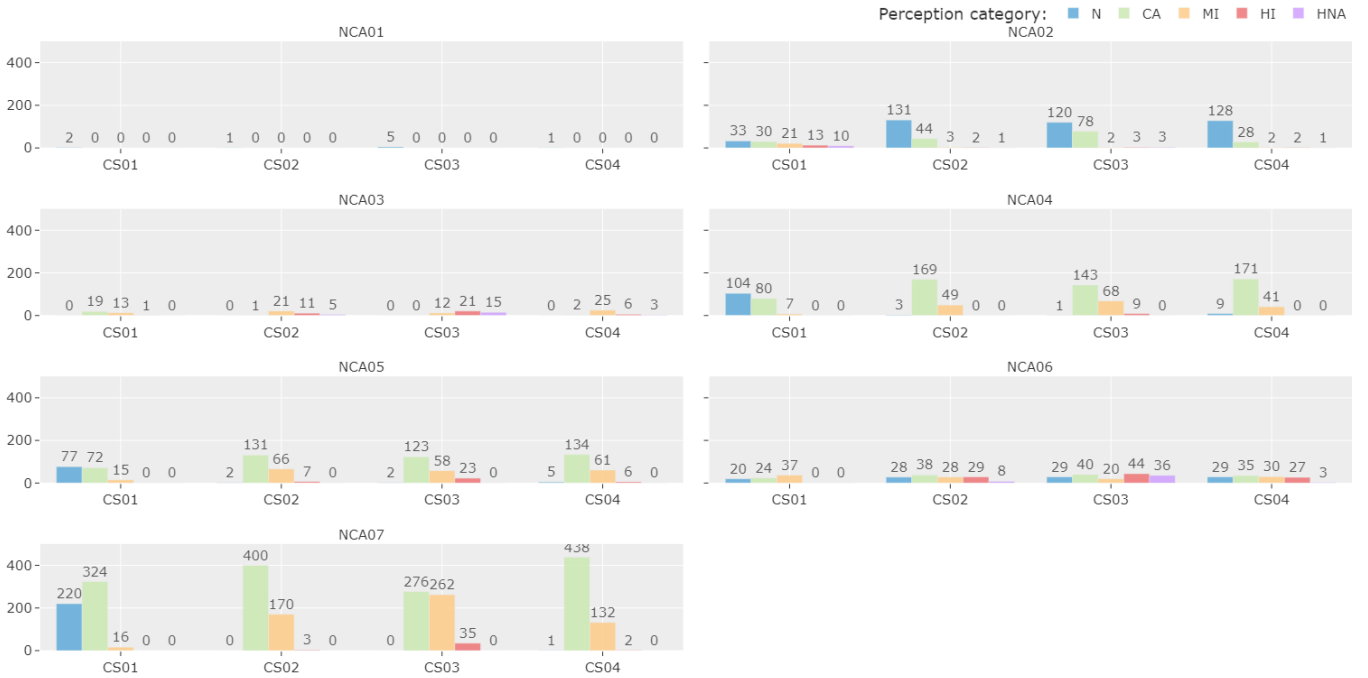 Perception category: N CA MI HI HNA
NCA01
400
200
0
2 0 0 0 0 1 0 0 0 0 5 0 0 0 0 1 0 0 0 0
CS01 CS02 CS03 CS04
NCA02
33 30 21 13 10 131 44 3 2 1 120 78 2 3 3 128 28 2 2 1
CS01 CS02 CS03 CS04
NCA03
400
200
0
0 19 13 1 0 0 1 21 11 5 0 0 12 21 15 0 2 25 6 3
CS01 CS02 CS03 CS04
NCA04
104 80 7 0 0 3 169 49 0 0 1 143 68 9 0 9 171 41 0 0
CS01 CS02 CS03 CS04
NCA05
400
200
0
77 72 15 0 0 2 131 66 7 0 2 123 58 23 0 5 134 61 6 0
CS01 CS02 CS03 CS04
NCA06
20 24 37 0 0 28 38 28 29 8 29 40 20 44 36 29 35 30 27 3
CS01 CS02 CS03 CS04
NCA07
400
200
0
220 324 16 0 0 0 400 170 3 0 0 276 262 35 0 1 438 132 2 0
CS01 CS02 CS03 CS04